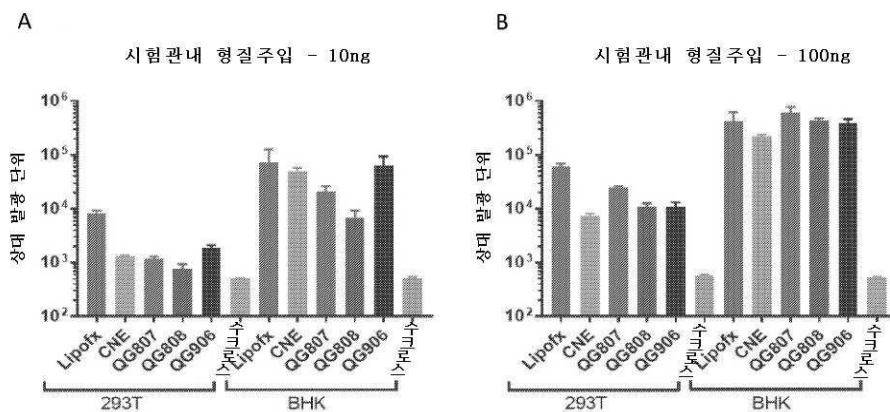 A
시험관내 형질주입 - 10ng
상대 발광 단위
10⁶
10⁵
10⁴
10³
10²
Lipofx
CNE
QG807
QG808
QG906
수크로스
Lipofx
CNE
QG807
QG808
QG906
수크로스
293T
BHK
B
시험관내 형질주입 - 100ng
상대 발광 단위
10⁶
10⁵
10⁴
10³
10²
Lipofx
CNE
QG807
QG808
QG906
수크로스
Lipofx
CNE
QG807
QG808
QG906
수크로스
293T
BHK